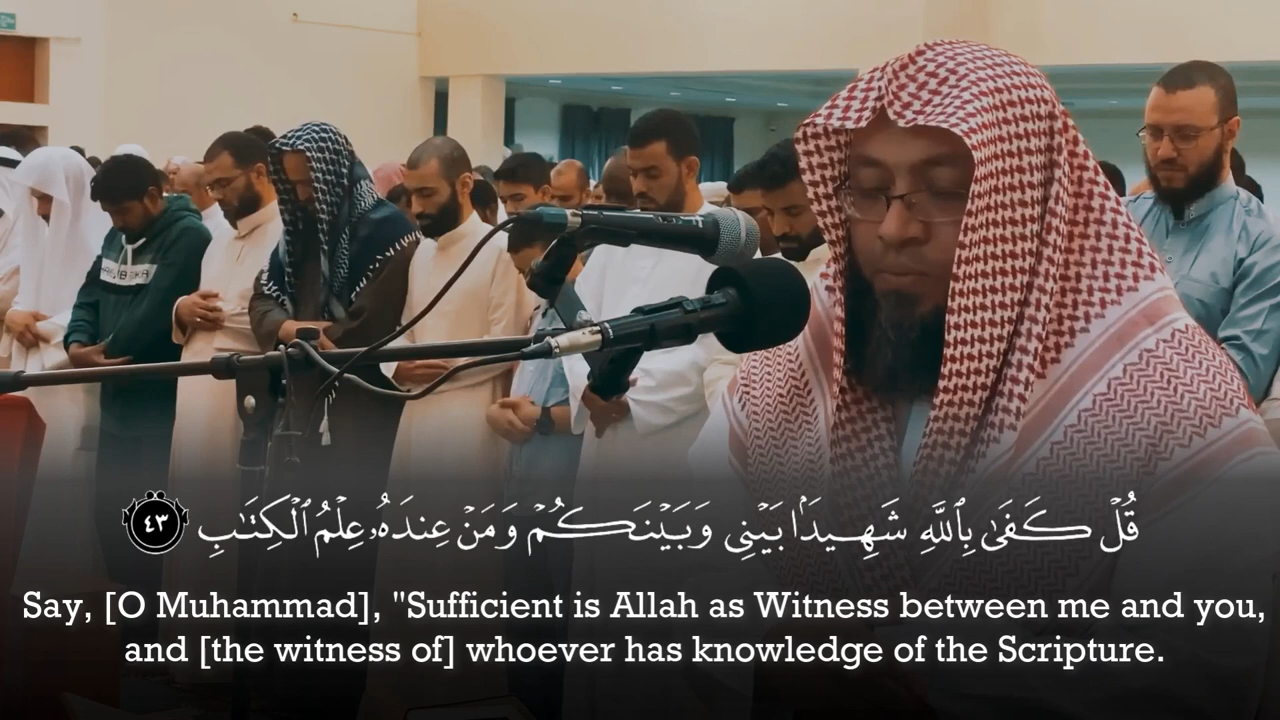 قُلْ كَفَىٰ بِٱللَّهِ شَهِيدًۢا بَيْنِى وَبَيْنَكُمْ وَمَنْ عِندَهُۥ عِلْمُ ٱلْكِتَـٰبِ ٤٣
Say, [O Muhammad], "Sufficient is Allah as Witness between me and you,
and [the witness of] whoever has knowledge of the Scripture.